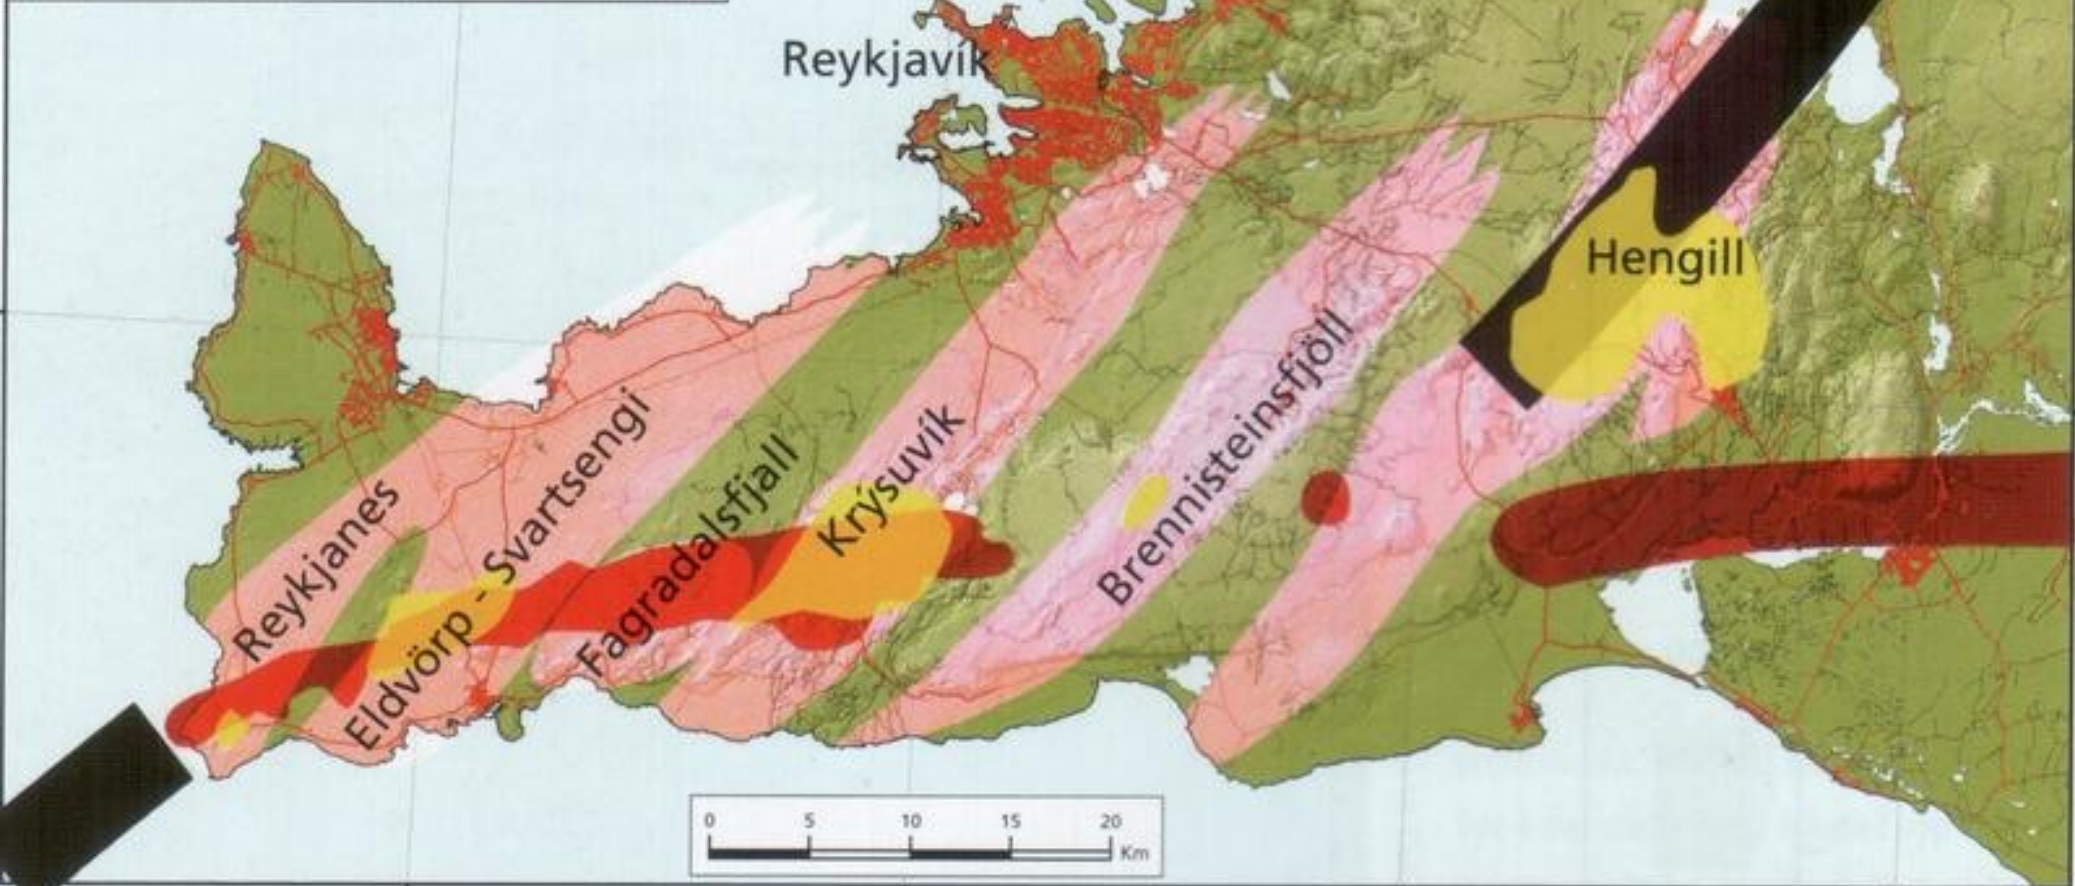 Reykjavík
Hengill
Brennisteinsfjöll
Krýsuvík
Fagradalsfjall
Eldvörp - Svartsengi
Reykjanes
0 5 10 15 20
Km